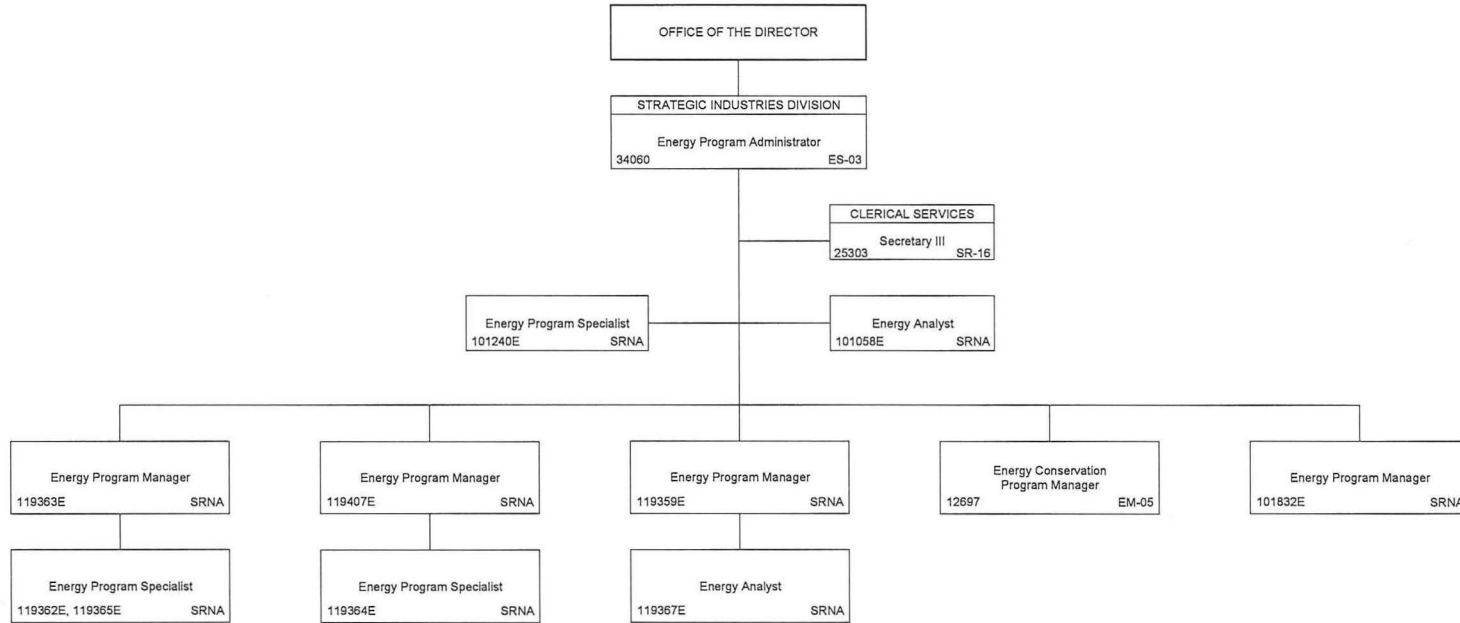 OFFICE OF THE DIRECTOR
STRATEGIC INDUSTRIES DIVISION
Energy Program Administrator
34060 ES-03
CLERICAL SERVICES
Secretary III
25303 SR-16
Energy Program Specialist
101240E SRNA
Energy Analyst
101058E SRNA
Energy Program Manager
119363E SRNA
Energy Program Manager
119407E SRNA
Energy Program Manager
119359E SRNA
Energy Conservation
Program Manager
12697 EM-05
Energy Program Manager
101832E SRNA
Energy Program Specialist
119362E, 119365E SRNA
Energy Program Specialist
119364E SRNA
Energy Analyst
119367E SRNA